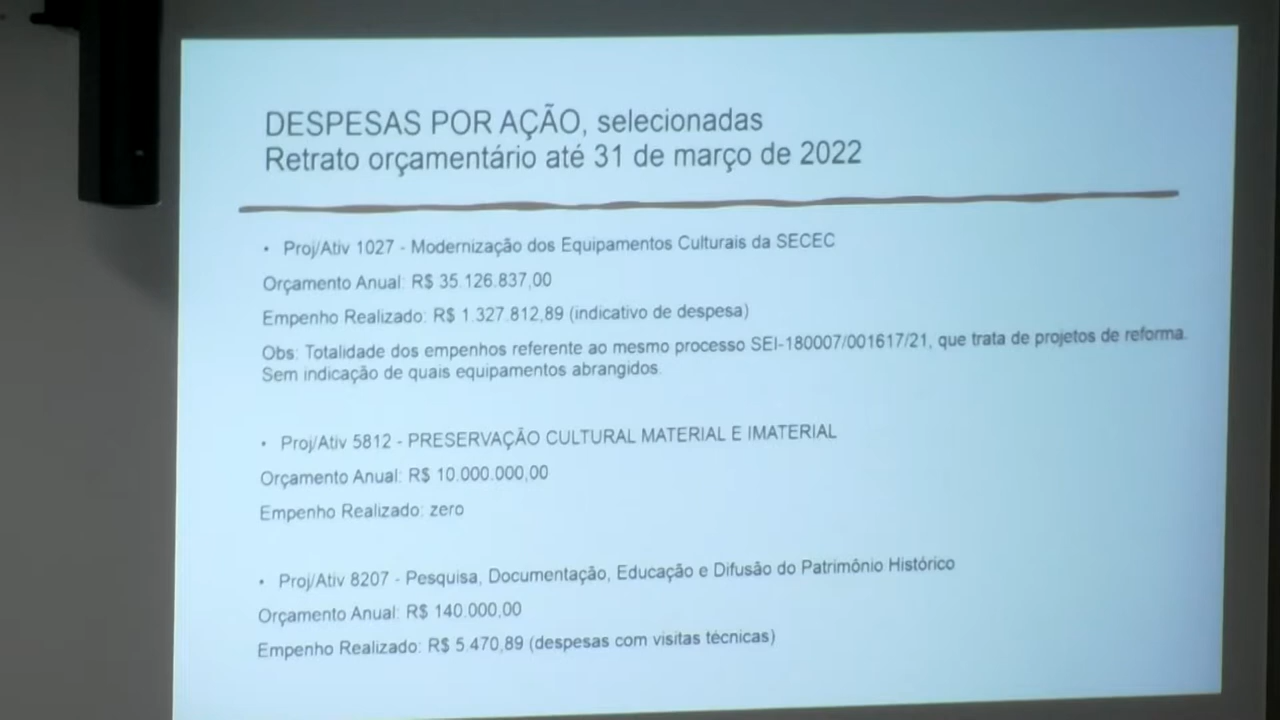 DESPESAS POR AÇÃO, selecionadas
Retrato orçamentário até 31 de março de 2022
• Proj/Ativ 1027 - Modernização dos Equipamentos Culturais da SECEC
Orçamento Anual: R$ 35.126.837,00
Empenho Realizado: R$ 1.327.812,89 (indicativo de despesa)
Obs: Totalidade dos empenhos referente ao mesmo processo SEI-180007/001617/21, que trata de projetos de reforma.
Sem indicação de quais equipamentos abrangidos.
• Proj/Ativ 5812 - PRESERVAÇÃO CULTURAL MATERIAL E IMATERIAL
Orçamento Anual: R$ 10.000.000,00
Empenho Realizado: zero
• Proj/Ativ 8207 - Pesquisa, Documentação, Educação e Difusão do Patrimônio Histórico
Orçamento Anual: R$ 140.000,00
Empenho Realizado: R$ 5.470,89 (despesas com visitas técnicas)